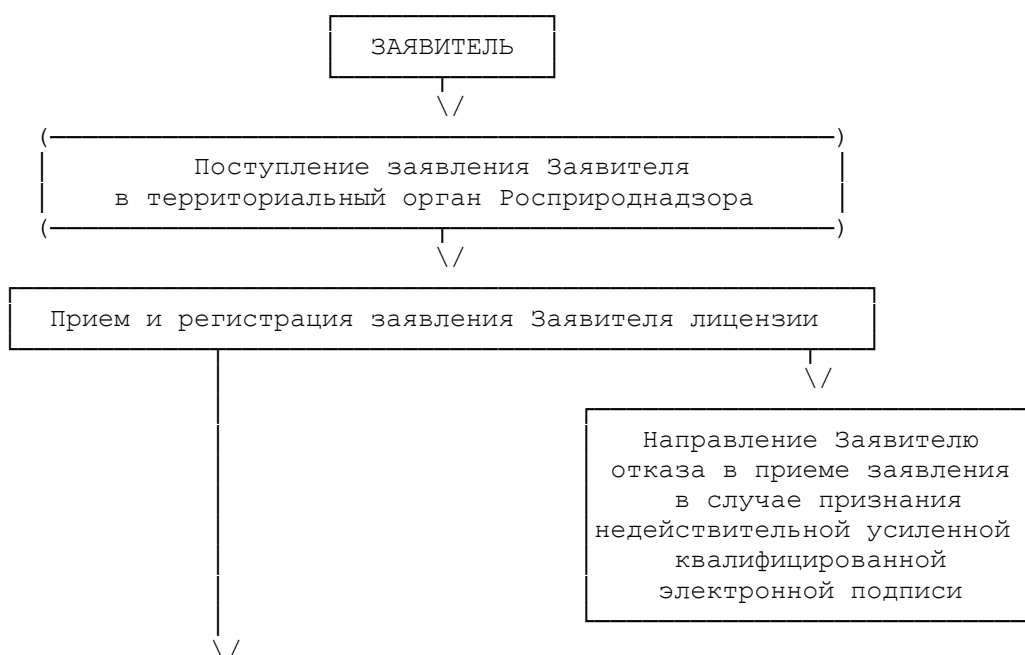 ЗАЯВИТЕЛЬ
Поступление заявления Заявителя
в территориальный орган Росприроднадзора
Прием и регистрация заявления Заявителя лицензии
Направление Заявителю
отказа в приеме заявления
в случае признания
недействительной усиленной
квалифицированной
электронной подписи